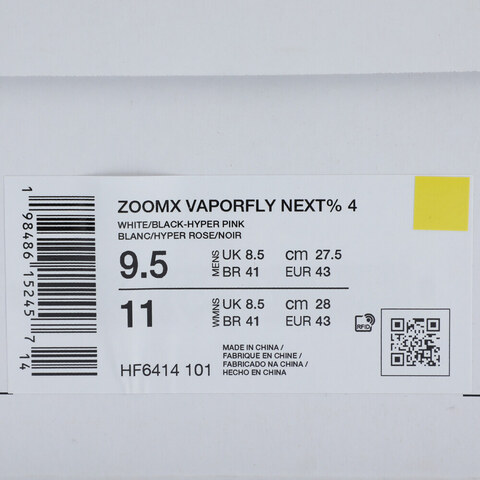 ZOOMX VAPORFLY NEXT% 4
WHITE/BLACK-HYPER PINK
BLANC/HYPER ROSE/NOIR
9.5 MENS UK 8.5 cm 27.5
BR 41 EUR 43
11 WMNS UK 8.5 cm 28
BR 41 EUR 43
RFID
HF6414 101
MADE IN CHINA /
FABRIQUE EN CHINE /
FABRICADO NA CHINA /
HECHO EN CHINA
1 98486 15245 7 14